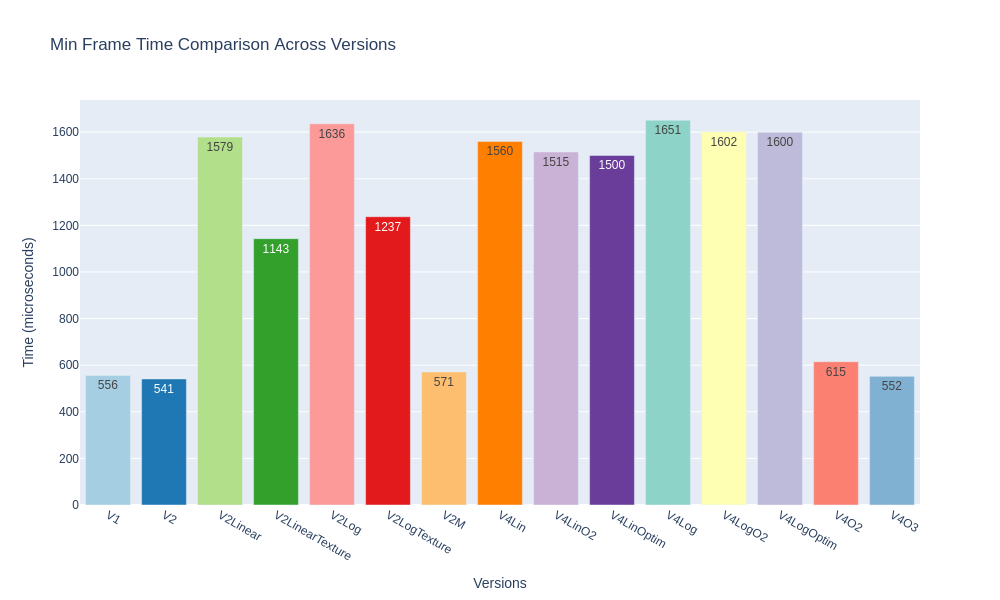 Min Frame Time Comparison Across Versions
Time (microseconds)
1600
1400
1200
1000
800
600
400
200
0
556
541
1579
1143
1636
1237
571
1560
1515
1500
1651
1602
1600
615
552
V1
V2
V2Linear
V2LinearTexture
V2Log
V2LogTexture
V2M
V4Lin
V4LinO2
V4LinOptim
V4Log
V4LogO2
V4LogOptim
V4O2
V4O3
Versions